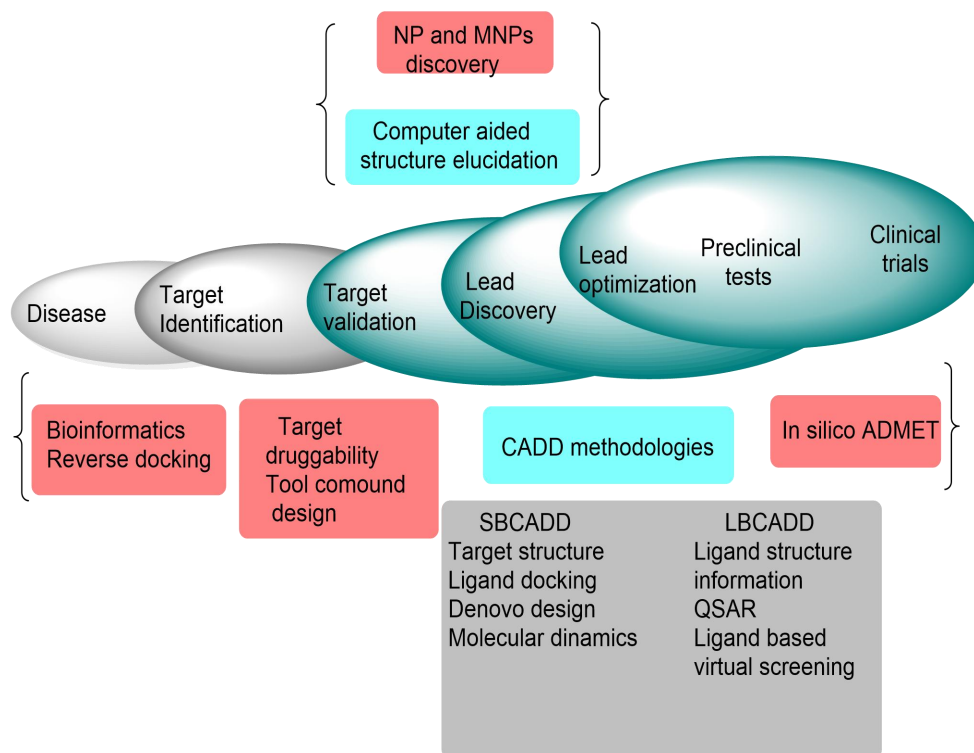 NP and MNPs
discovery
Computer aided
structure elucidation
Disease
Target
Identification
Target
validation
Lead
Discovery
Lead
optimization
Preclinical
tests
Clinical
trials
Bioinformatics
Reverse docking
Target
druggability
Tool comound
design
CADD methodologies
In silico ADMET
SBCADD
Target structure
Ligand docking
Denovo design
Molecular dinamics
LBCADD
Ligand structure
information
QSAR
Ligand based
virtual screening